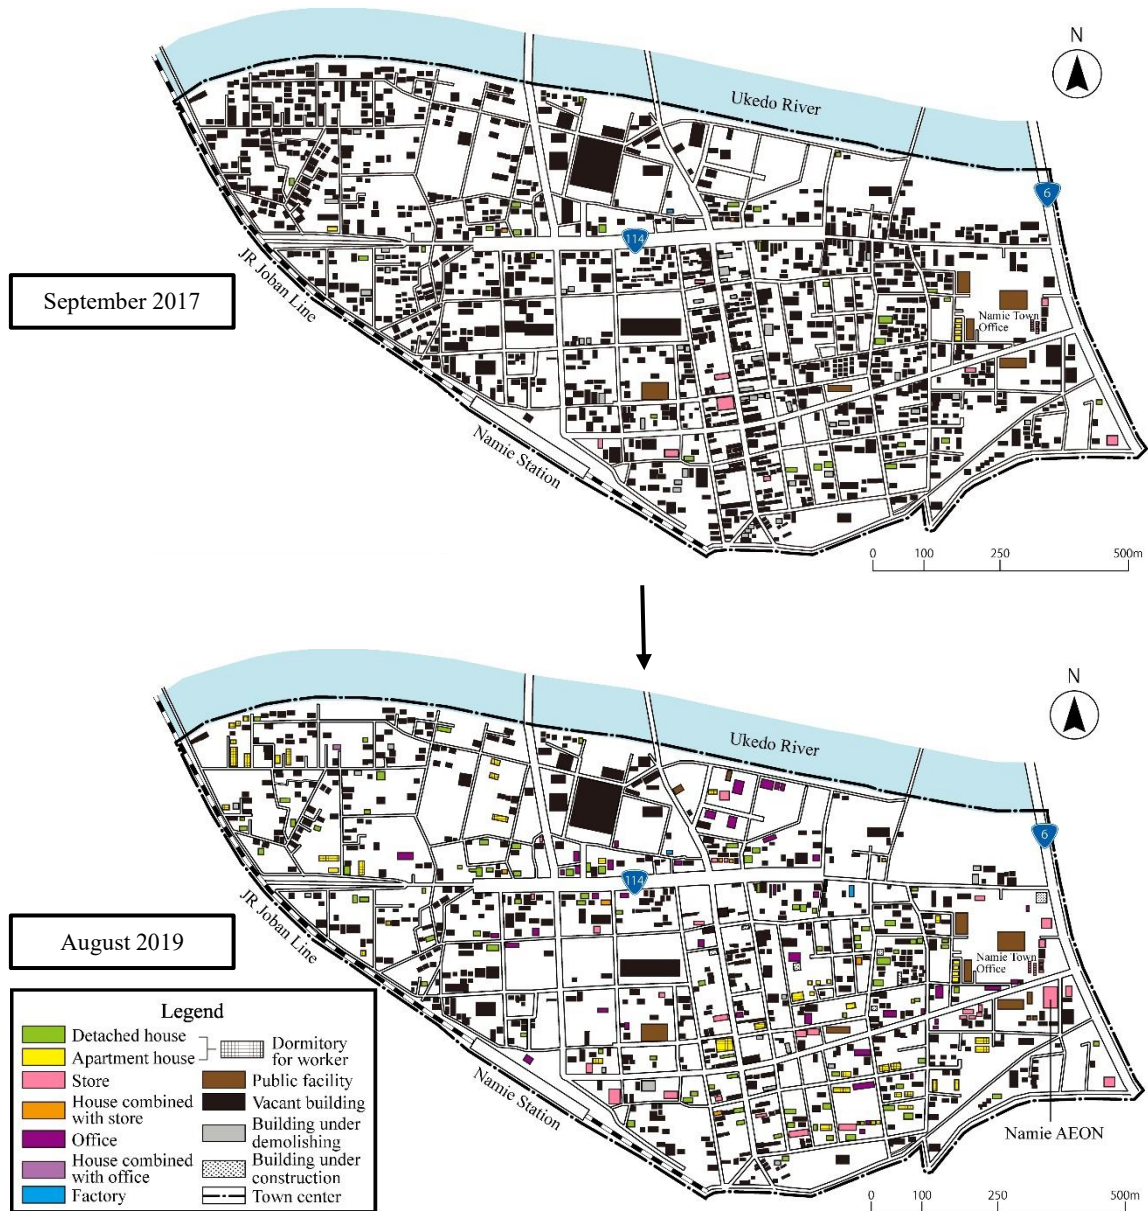 N
Ukedo River
6
114
JR Joban Line
September 2017
Namie Town
Office
Namie Station
0 100 250 500m
N
Ukedo River
6
114
JR Joban Line
August 2019
Namie Town
Office
Namie Station
Namie AEON
Legend
Detached house
Apartment house
Dormitory
for worker
Store
House combined
with store
Office
House combined
with office
Factory
Public facility
Vacant building
Building under
demolishing
Building under
construction
Town center
0 100 250 500m